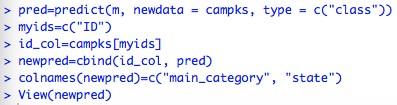 > pred=predict(m, newdata = campks, type = c("class"))
> myids=c("ID")
> id_col=campks[myids]
> newpred=cbind(id_col, pred)
> colnames(newpred)=c("main_category", "state")
> View(newpred)